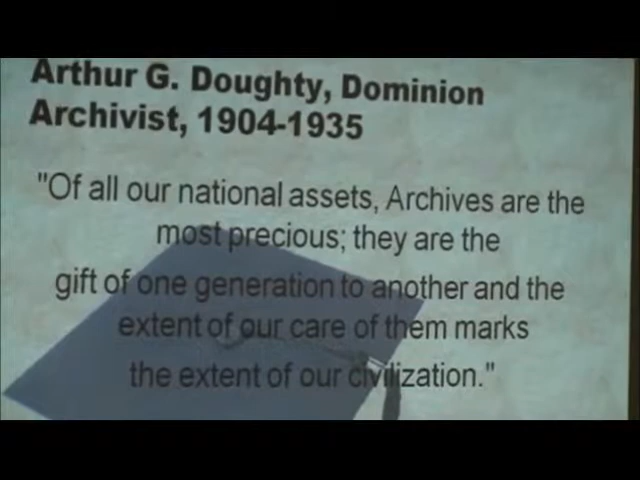 Arthur G. Doughty, Dominion
Archivist, 1904-1935
"Of all our national assets, Archives are the
most precious; they are the
gift of one generation to another and the
extent of our care of them marks
the extent of our civilization."